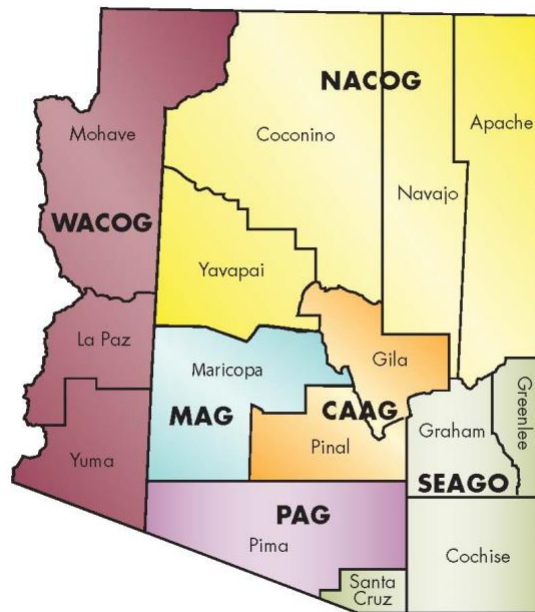 NACOG
Mohave
Coconino
Apache
Navajo
WACOG
Yavapai
La Paz
Maricopa
Gila
MAG
CAAG
Graham
Greenlee
Yuma
Pinal
SEAGO
PAG
Pima
Cochise
Santa
Cruz